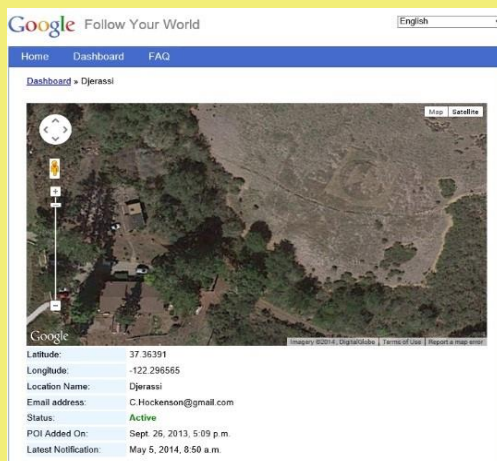 Google Follow Your World
English
Home Dashboard FAQ
Dashboard » Djerassi
Map Satellite
Google
Imagery ©2014, DigitalGlobe Terms of Use Report a map error
Latitude: 37.36391
Longitude: -122.296565
Location Name: Djerassi
Email address: C.Hockenson@gmail.com
Status: Active
POI Added On: Sept. 26, 2013, 5:09 p.m.
Latest Notification: May 5, 2014, 8:50 a.m.